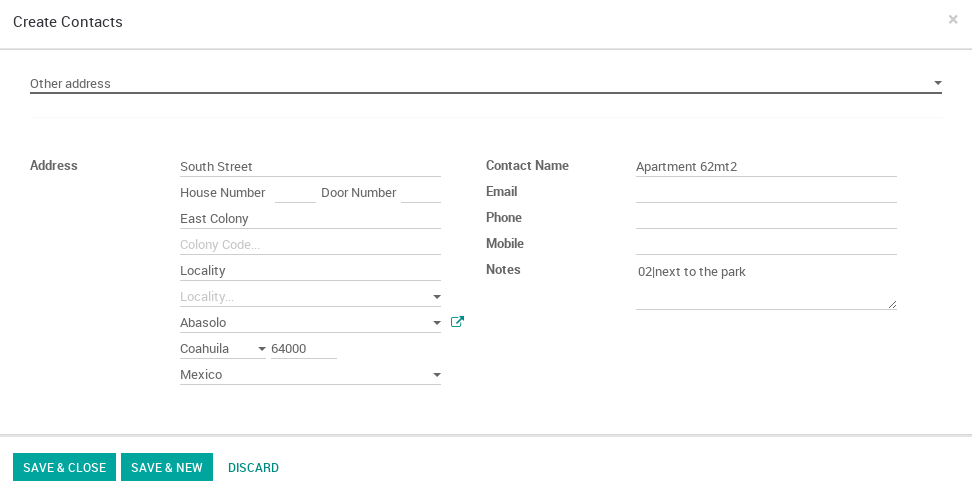 Create Contacts ×
Other address
Address South Street
House Number Door Number
East Colony
Colony Code...
Locality
Locality...
Abasolo
Coahuila 64000
Mexico
Contact Name Apartment 62mt2
Email
Phone
Mobile
Notes 02|next to the park
SAVE & CLOSE SAVE & NEW DISCARD